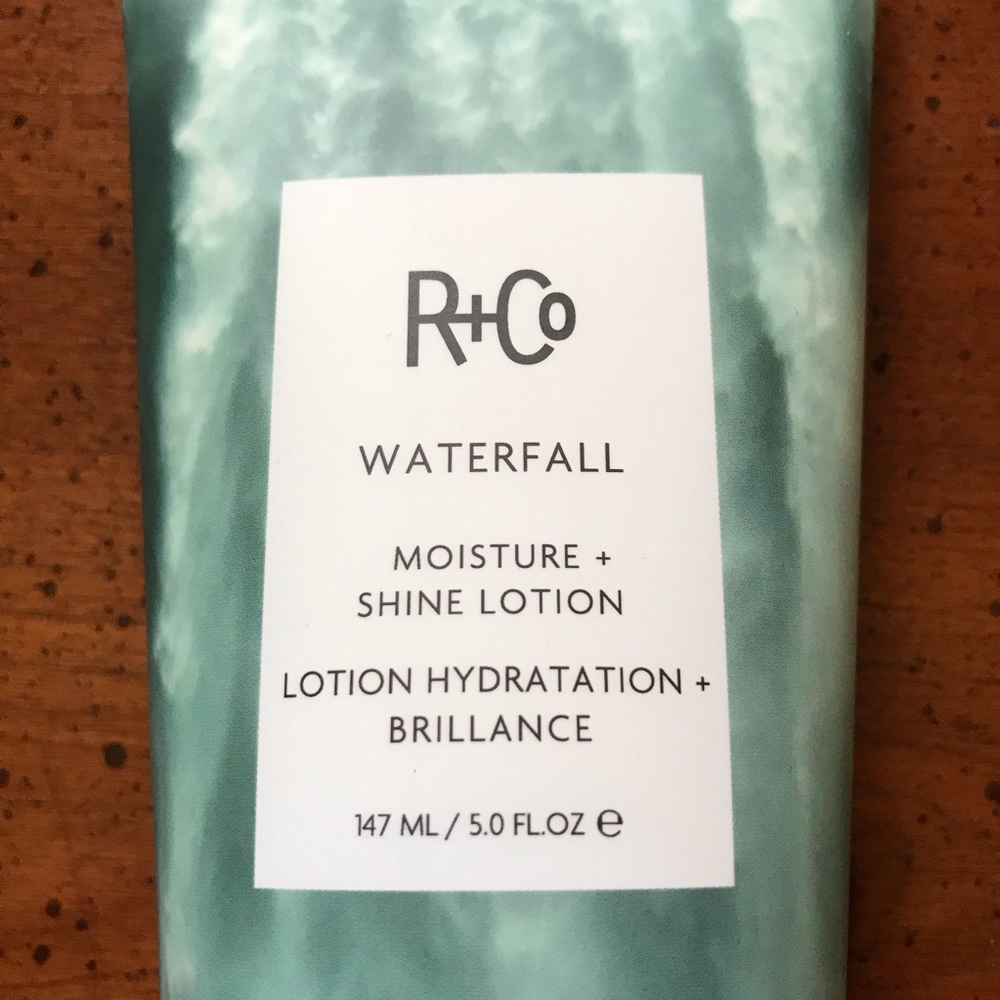 R+Co
WATERFALL
MOISTURE +
SHINE LOTION
LOTION HYDRATATION +
BRILLANCE
147 ML / 5.0 FL.OZ ℮